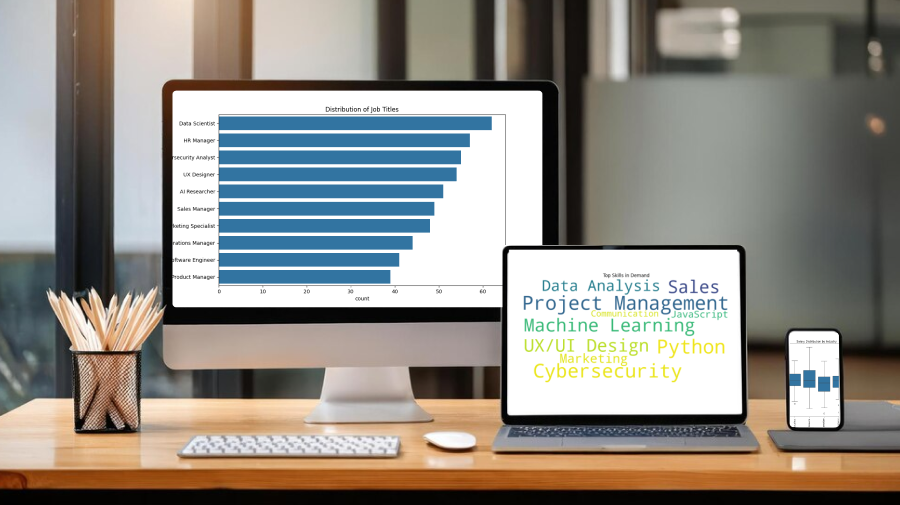 Distribution of Job Titles
Data Scientist
HR Manager
rsecurity Analyst
UX Designer
AI Researcher
Sales Manager
keting Specialist
rations Manager
oftware Engineer
Product Manager
0 10 20 30 40 50 60
count
Top Skills in Demand
Data Analysis Sales
Project Management
Communication JavaScript
Machine Learning
UX/UI Design Python
Marketing
Cybersecurity